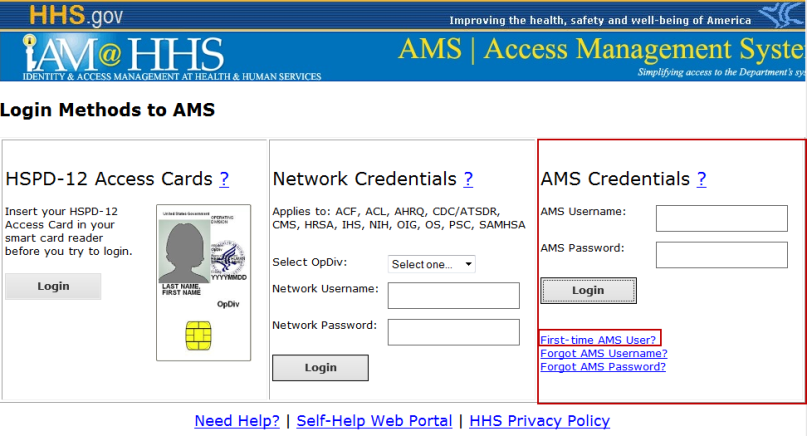 HHS.gov
Improving the health, safety and well-being of America
iAM@HHS
IDENTITY & ACCESS MANAGEMENT AT HEALTH & HUMAN SERVICES
AMS | Access Management Syste
Simplifying access to the Department's sys
Login Methods to AMS
HSPD-12 Access Cards ?
Insert your HSPD-12
Access Card in your
smart card reader
before you try to login.
Login
United States Government
OPERATIVE
DIVISION
YYYYMMDD
LAST NAME,
FIRST NAME
OpDiv
Network Credentials ?
Applies to: ACF, ACL, AHRQ, CDC/ATSDR,
CMS, HRSA, IHS, NIH, OIG, OS, PSC, SAMHSA
Select OpDiv:
Select one...
Network Username:
Network Password:
Login
AMS Credentials ?
AMS Username:
AMS Password:
Login
First-time AMS User?
Forgot AMS Username?
Forgot AMS Password?
Need Help? | Self-Help Web Portal | HHS Privacy Policy